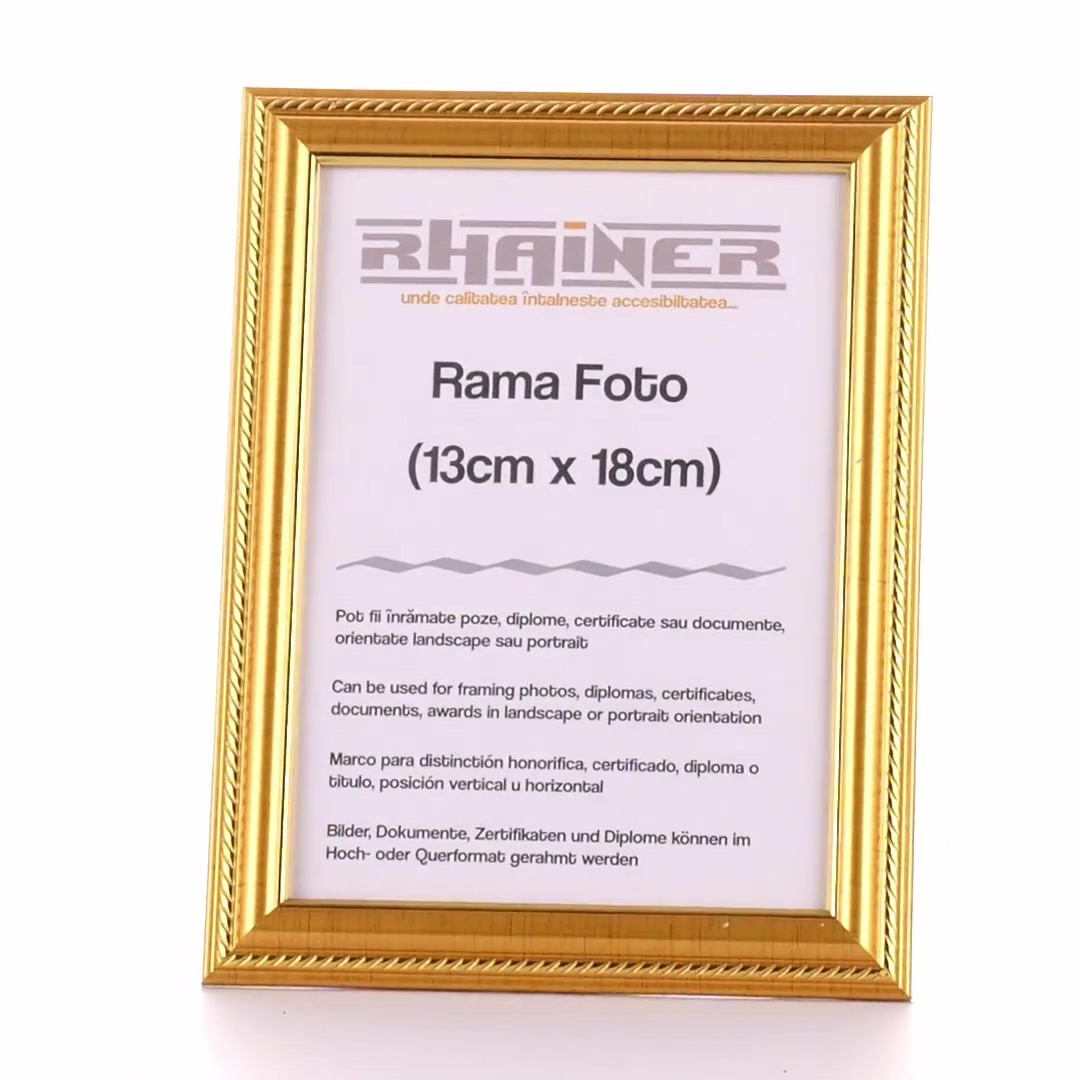 RHAINER
unde calitatea întalneste accesibiltatea...
Rama Foto
(13cm x 18cm)
Pot fii înrămate poze, diplome, certificate sau documente,
orientate landscape sau portrait
Can be used for framing photos, diplomas, certificates,
documents, awards in landscape or portrait orientation
Marco para distinctión honorifica, certificado, diploma o
titulo, posición vertical u horizontal
Bilder, Dokumente, Zertifikaten und Diplome können im
Hoch- oder Querformat gerahmt werden